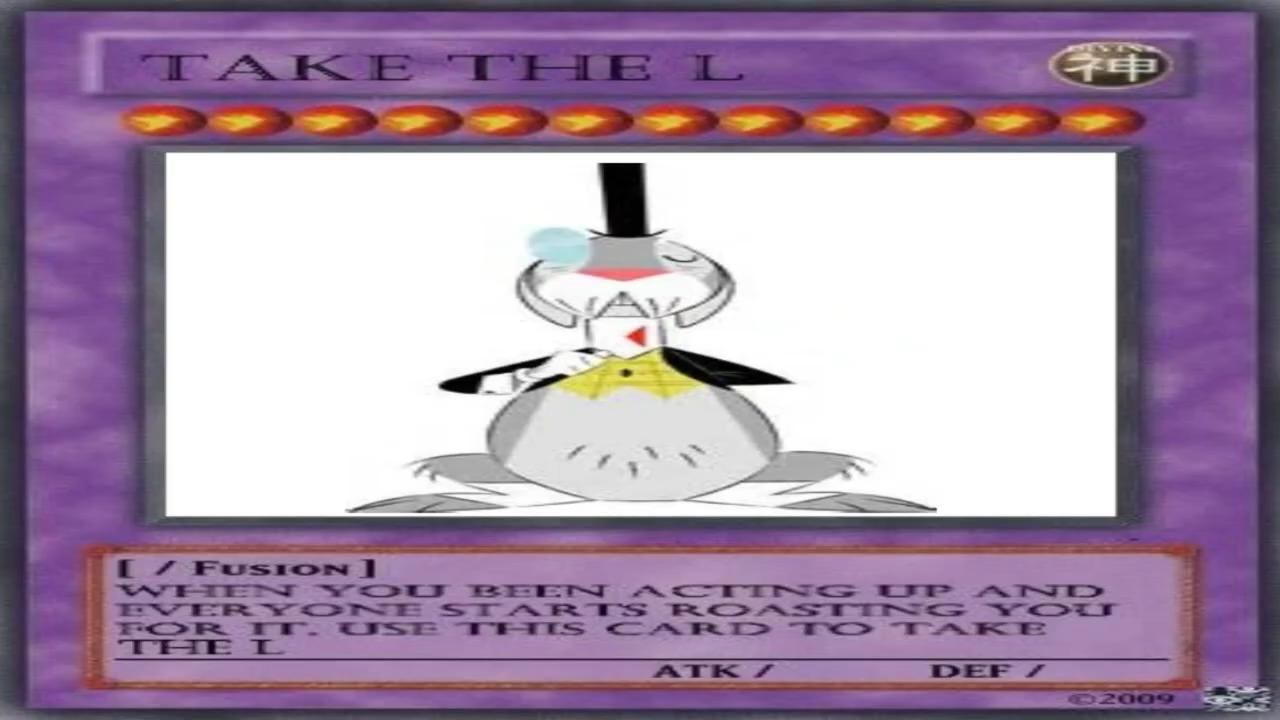 TAKE THE L
DIVINE
神
[ / FUSION ]
WHEN YOU BEEN ACTING UP AND
EVERYONE STARTS ROASTING YOU
FOR IT. USE THIS CARD TO TAKE
THE L
ATK / DEF /
©2009